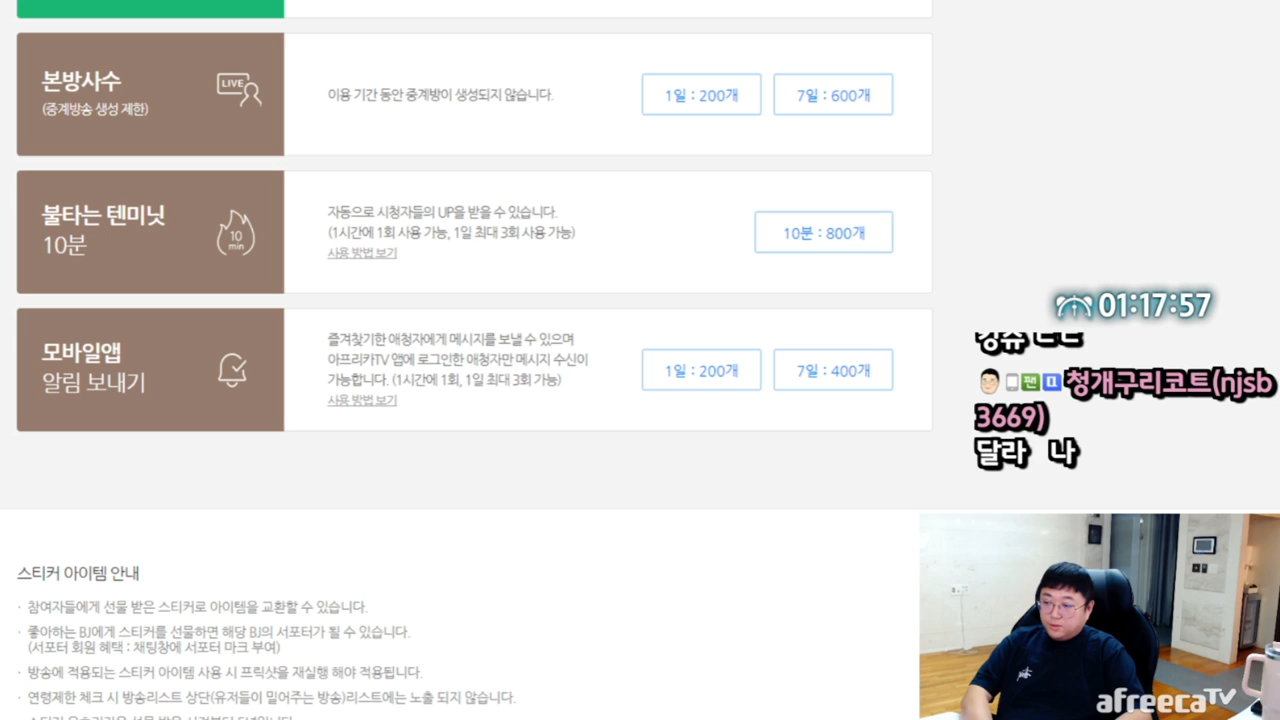 본방사수
(중계방송 생성 제한)
LIVE
이용 기간 동안 중계방이 생성되지 않습니다.
1일 : 200개
7일 : 600개
불타는 텐미닛
10분
10
min
자동으로 시청자들의 UP을 받을 수 있습니다.
(1시간에 1회 사용 가능, 1일 최대 3회 사용 가능)
사용 방법 보기
10분 : 800개
모바일앱
알림 보내기
즐겨찾기한 애청자에게 메시지를 보낼 수 있으며
아프리카TV 앱에 로그인한 애청자만 메시지 수신이
가능합니다. (1시간에 1회, 1일 최대 3회 가능)
사용 방법 보기
1일 : 200개
7일 : 400개
01:17:57
팬
청개구리코트(njsb
3669)
달라 나
스티커 아이템 안내
· 참여자들에게 선물 받은 스티커로 아이템을 교환할 수 있습니다.
· 좋아하는 BJ에게 스티커를 선물하면 해당 BJ의 서포터가 될 수 있습니다.
(서포터 회원 혜택 : 채팅창에 서포터 마크 부여)
· 방송에 적용되는 스티커 아이템 사용 시 프릭샷을 재실행 해야 적용됩니다.
· 연령제한 체크 시 방송리스트 상단(유저들이 밀어주는 방송)리스트에는 노출 되지 않습니다.
afreecaTV